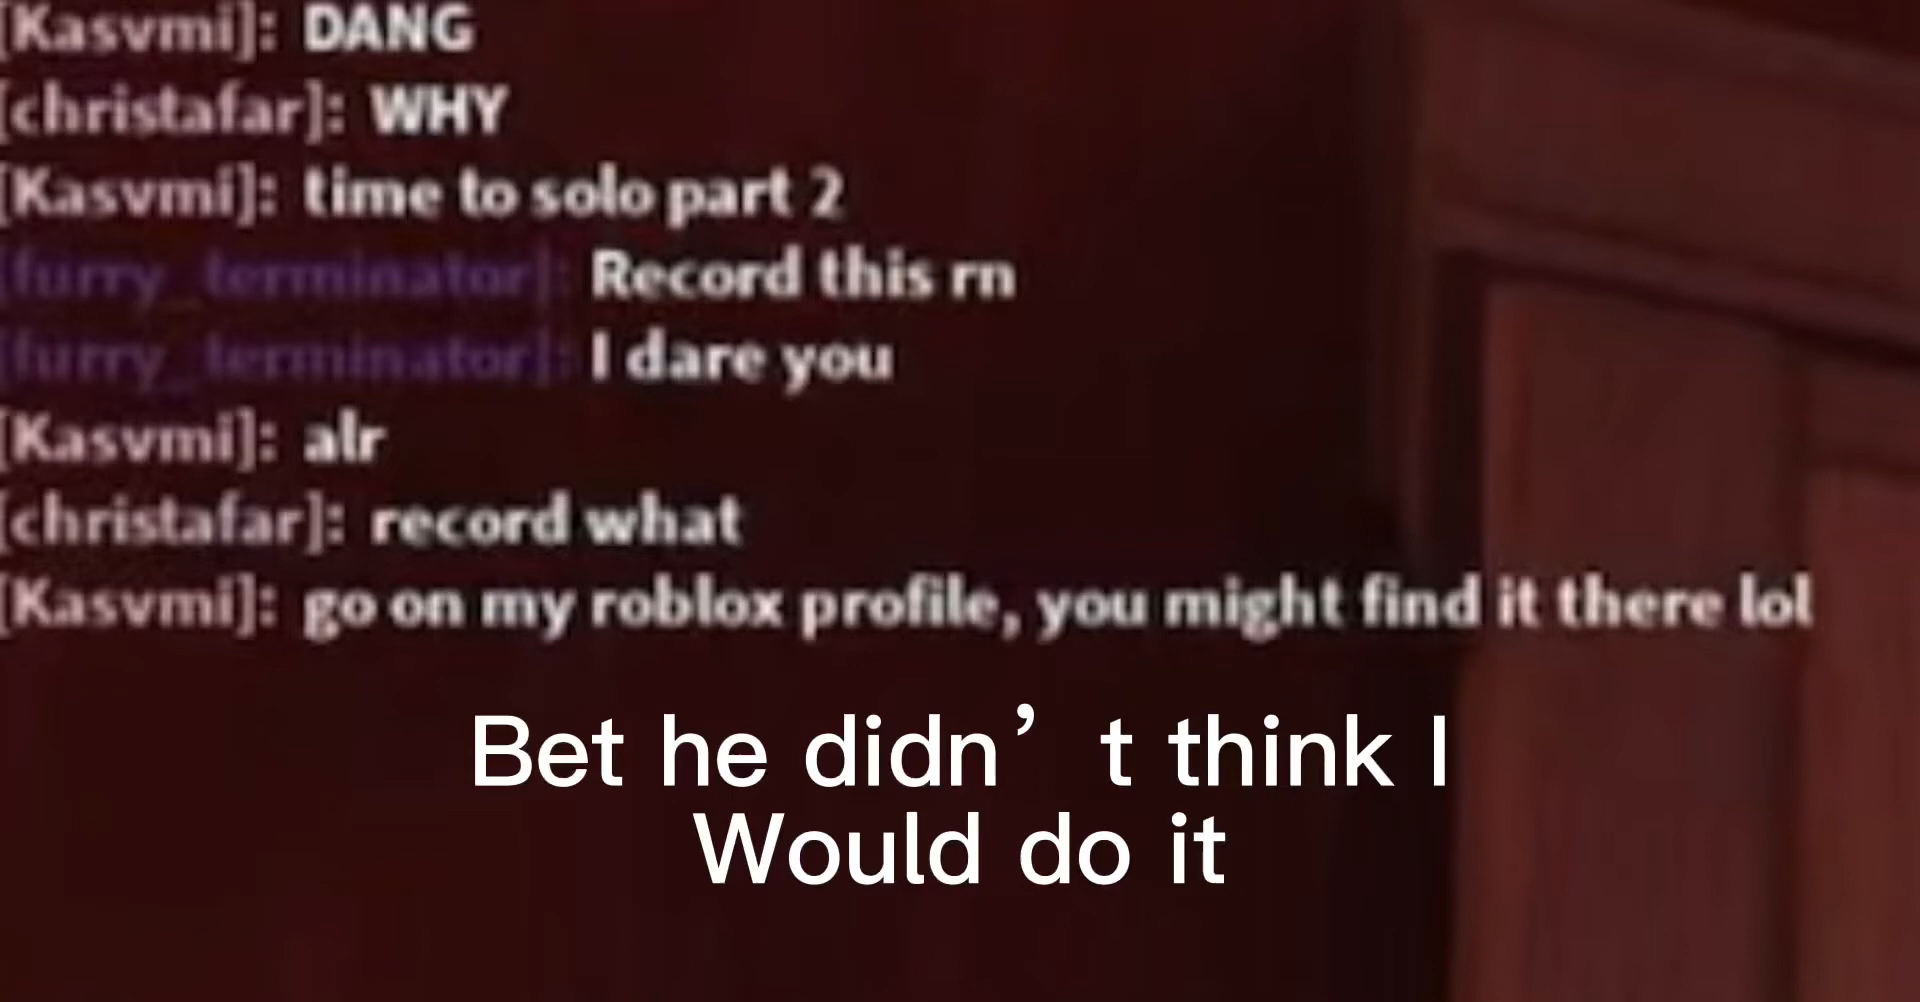 [Kasvmi]: DANG
[christafar]: WHY
[Kasvmi]: time to solo part 2
[furry_terminator]: Record this rn
[furry_terminator]: I dare you
[Kasvmi]: alr
[christafar]: record what
[Kasvmi]: go on my roblox profile, you might find it there lol
Bet he didn’t think I
Would do it